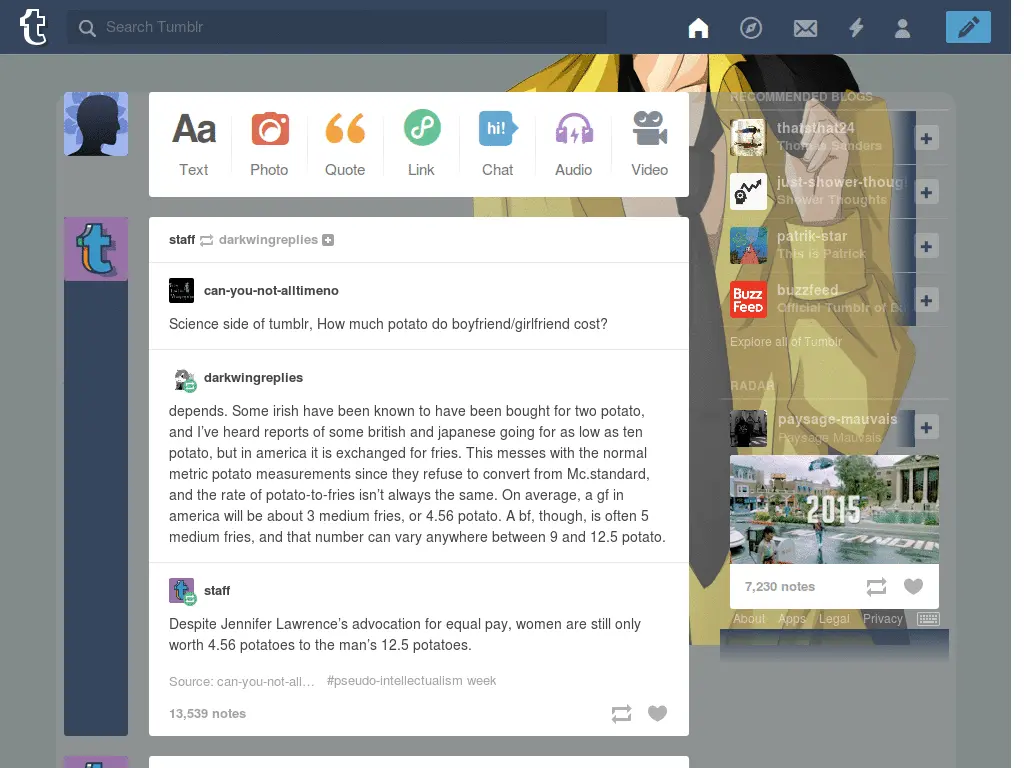 Search Tumblr
Aa
hi!
Text
Photo
Quote
Link
Chat
Audio
Video
staff darkwingreplies
can-you-not-alltimeno
Science side of tumblr, How much potato do boyfriend/girlfriend cost?
darkwingreplies
depends. Some irish have been known to have been bought for two potato,
and I’ve heard reports of some british and japanese going for as low as ten
potato, but in america it is exchanged for fries. This messes with the normal
metric potato measurements since they refuse to convert from Mc.standard,
and the rate of potato-to-fries isn’t always the same. On average, a gf in
america will be about 3 medium fries, or 4.56 potato. A bf, though, is often 5
medium fries, and that number can vary anywhere between 9 and 12.5 potato.
staff
Despite Jennifer Lawrence’s advocation for equal pay, women are still only
worth 4.56 potatoes to the man’s 12.5 potatoes.
Source: can-you-not-all… #pseudo-intellectualism week
13,539 notes
RECOMMENDED BLOGS
thatsthat24
Thomas Sanders
just-shower-thoug
Shower Thoughts
patrik-star
This is Patrick
Buzz
Feed
buzzfeed
Official Tumblr of
Explore all of Tumblr
RADAR
paysage-mauvais
Paysage Mauvais
2015
LANDIN
7,230 notes
About Apps Legal Privacy